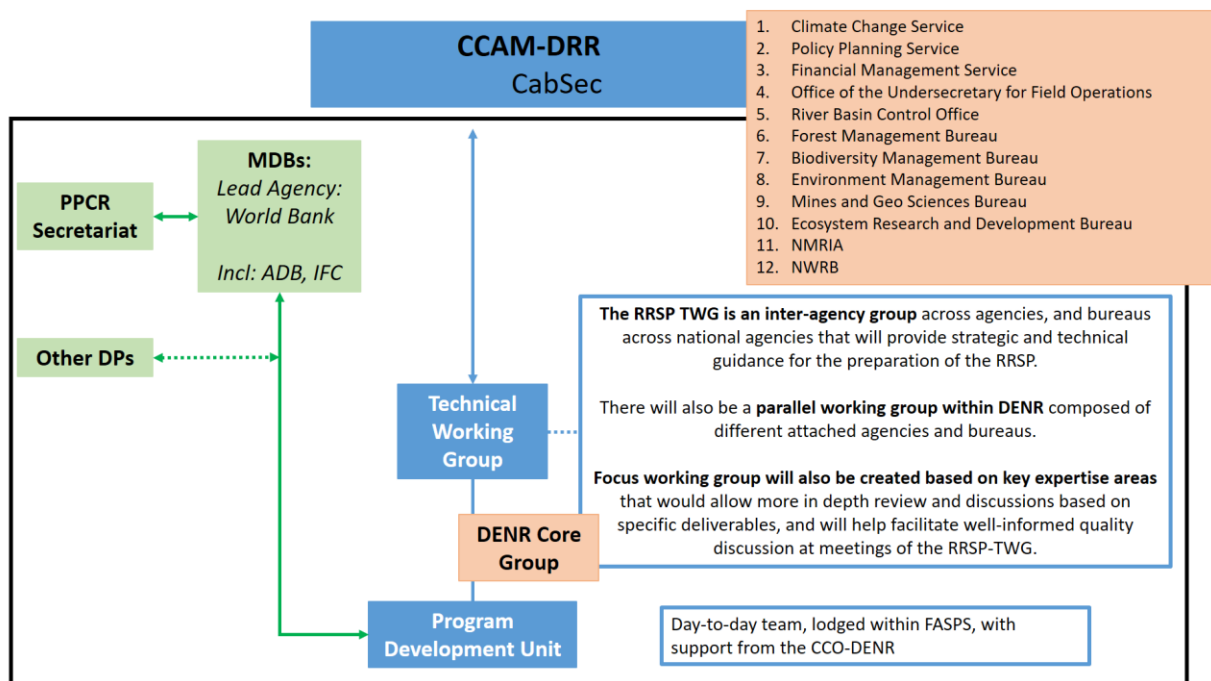 CCAM-DRR
CabSec
1. Climate Change Service
2. Policy Planning Service
3. Financial Management Service
4. Office of the Undersecretary for Field Operations
5. River Basin Control Office
6. Forest Management Bureau
7. Biodiversity Management Bureau
8. Environment Management Bureau
9. Mines and Geo Sciences Bureau
10. Ecosystem Research and Development Bureau
11. NMRIA
12. NWRB
PPCR
Secretariat
MDBs:
Lead Agency:
World Bank
Incl: ADB, IFC
Other DPs
Technical
Working
Group
The RRSP TWG is an inter-agency group across agencies, and bureaus
across national agencies that will provide strategic and technical
guidance for the preparation of the RRSP.
There will also be a parallel working group within DENR composed of
different attached agencies and bureaus.
Focus working group will also be created based on key expertise areas
that would allow more in depth review and discussions based on
specific deliverables, and will help facilitate well-informed quality
discussion at meetings of the RRSP-TWG.
DENR Core
Group
Program
Development Unit
Day-to-day team, lodged within FASPS, with
support from the CCO-DENR